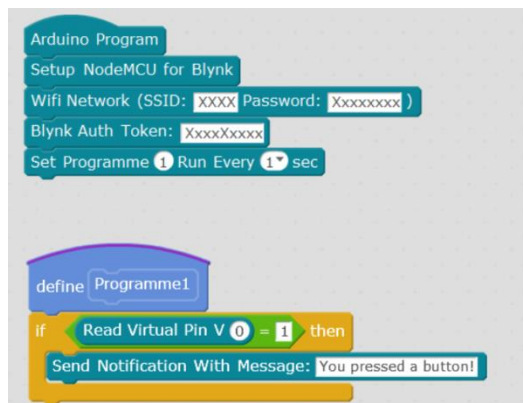 Arduino Program
Setup NodeMCU for Blynk
Wifi Network (SSID: XXXX Password: Xxxxxxxx )
Blynk Auth Token: XxxxXxxxx
Set Programme 1 Run Every 1 sec
define Programme1
if Read Virtual Pin V 0 = 1 then
Send Notification With Message: You pressed a button!